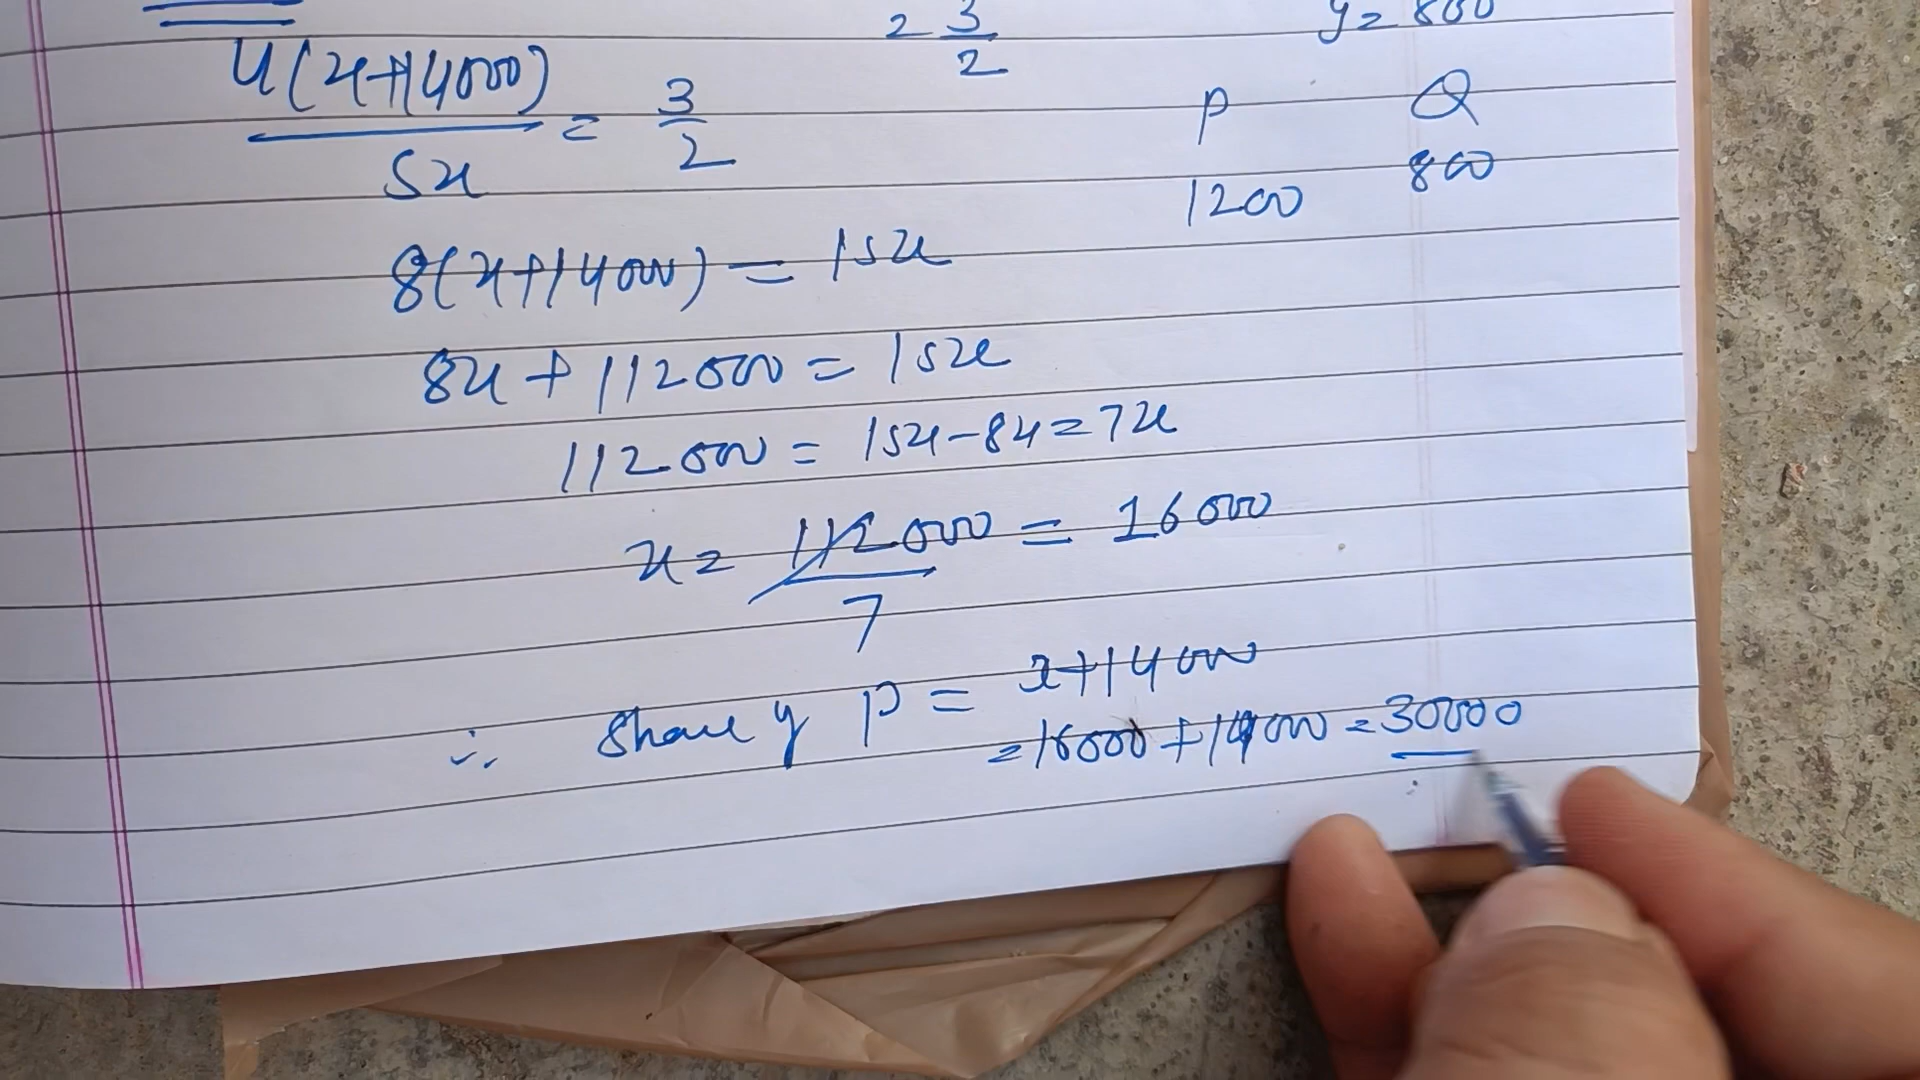 = 3/2
y = 800
4(x+14000)/5x = 3/2
P Q
1200 800
8(x+14000) = 15x
8x + 112000 = 15x
112000 = 15x-8x = 7x
x = 112000/7 = 16000
∴ Share of P = x+14000
= 16000 + 14000 = 30000